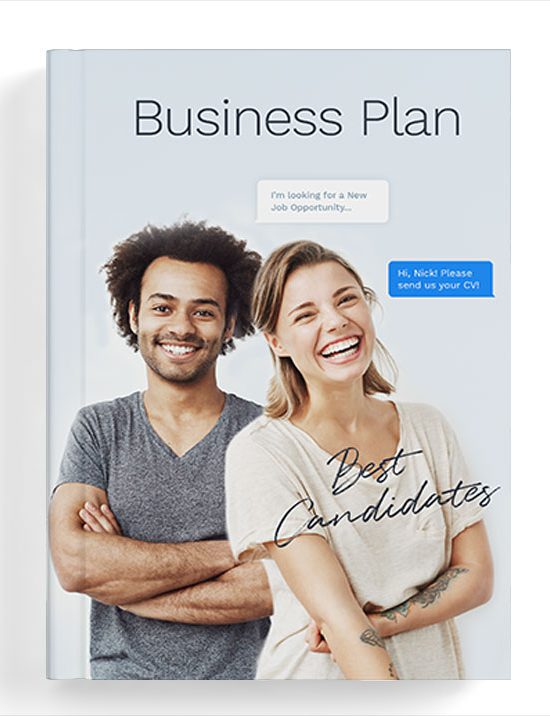 Business Plan
I'm looking for a New
Job Opportunity...
Hi, Nick! Please
send us your CV!
Best
Candidates